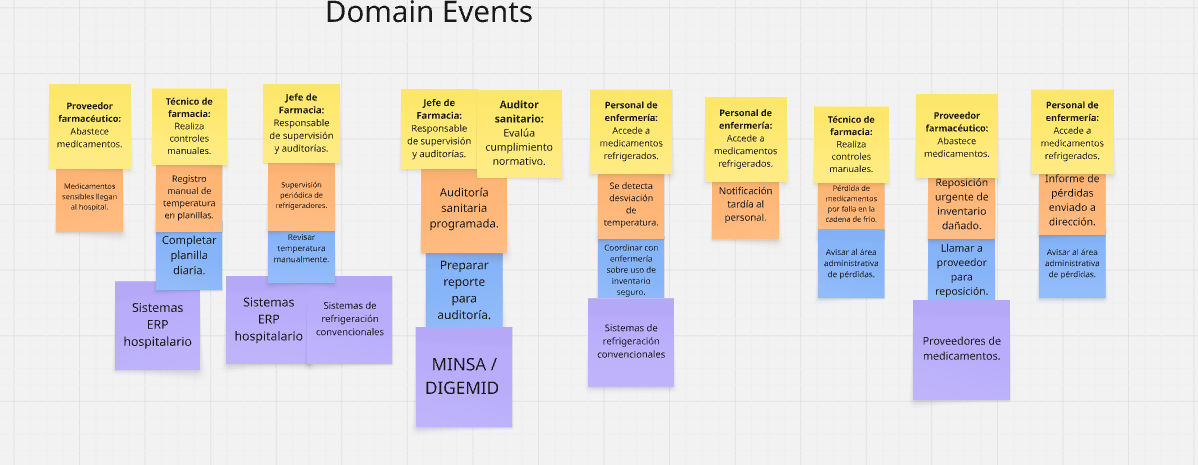 Domain Events
Proveedor
farmacéutico:
Abastece
medicamentos.
Medicamentos
sensibles llegan
al hospital.
Técnico de
farmacia:
Realiza
controles
manuales.
Registro
manual de
temperatura
en planillas.
Completar
planilla
diaria.
Sistemas
ERP
hospitalario
Jefe de
Farmacia:
Responsable
de supervisión
y auditorías.
Supervisión
periódica de
refrigeradores.
Revisar
temperatura
manualmente.
Sistemas
ERP
hospitalario
Sistemas de
refrigeración
convencionales
Jefe de
Farmacia:
Responsable
de supervisión
y auditorías.
Auditor
sanitario:
Evalúa
cumplimiento
normativo.
Auditoría
sanitaria
programada.
Preparar
reporte
para
auditoría.
MINSA /
DIGEMID
Personal de
enfermería:
Accede a
medicamentos
refrigerados.
Se detecta
desviación
de
temperatura.
Coordinar con
enfermería
sobre uso de
inventario
seguro.
Sistemas de
refrigeración
convencionales
Personal de
enfermería:
Accede a
medicamentos
refrigerados.
Notificación
tardía al
personal.
Técnico de
farmacia:
Realiza
controles
manuales.
Pérdida de
medicamentos
por falla en la
cadena de frío.
Avisar al área
administrativa
de pérdidas.
Proveedor
farmacéutico:
Abastece
medicamentos.
Reposición
urgente de
inventario
dañado.
Llamar a
proveedor
para
reposición.
Proveedores de
medicamentos.
Personal de
enfermería:
Accede a
medicamentos
refrigerados.
Informe de
pérdidas
enviado a
dirección.
Avisar al área
administrativa
de pérdidas.